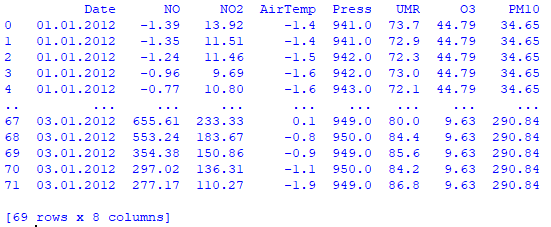 Date NO NO2 AirTemp Press UMR O3 PM10
0 01.01.2012 -1.39 13.92 -1.4 941.0 73.7 44.79 34.65
1 01.01.2012 -1.35 11.51 -1.4 941.0 72.9 44.79 34.65
2 01.01.2012 -1.24 11.46 -1.5 942.0 72.3 44.79 34.65
3 01.01.2012 -0.96 9.69 -1.6 942.0 73.0 44.79 34.65
4 01.01.2012 -0.77 10.80 -1.6 943.0 72.1 44.79 34.65
.. ... ... ... ... ... ... ... ...
67 03.01.2012 655.61 233.33 0.1 949.0 80.0 9.63 290.84
68 03.01.2012 553.24 183.67 -0.8 950.0 84.4 9.63 290.84
69 03.01.2012 354.38 150.86 -0.9 949.0 85.6 9.63 290.84
70 03.01.2012 297.02 136.31 -1.1 950.0 84.2 9.63 290.84
71 03.01.2012 277.17 110.27 -1.9 949.0 86.8 9.63 290.84
[69 rows x 8 columns]